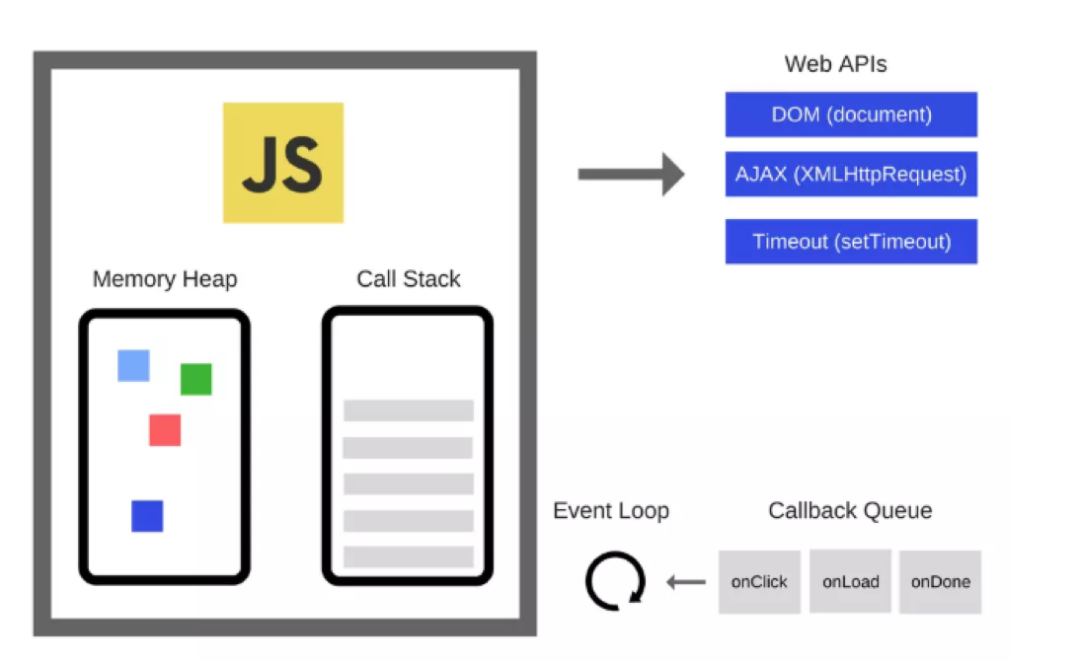 Web APIs
DOM (document)
JS
AJAX (XMLHttpRequest)
Timeout (setTimeout)
Memory Heap
Call Stack
Event Loop
Callback Queue
onClick
onLoad
onDone